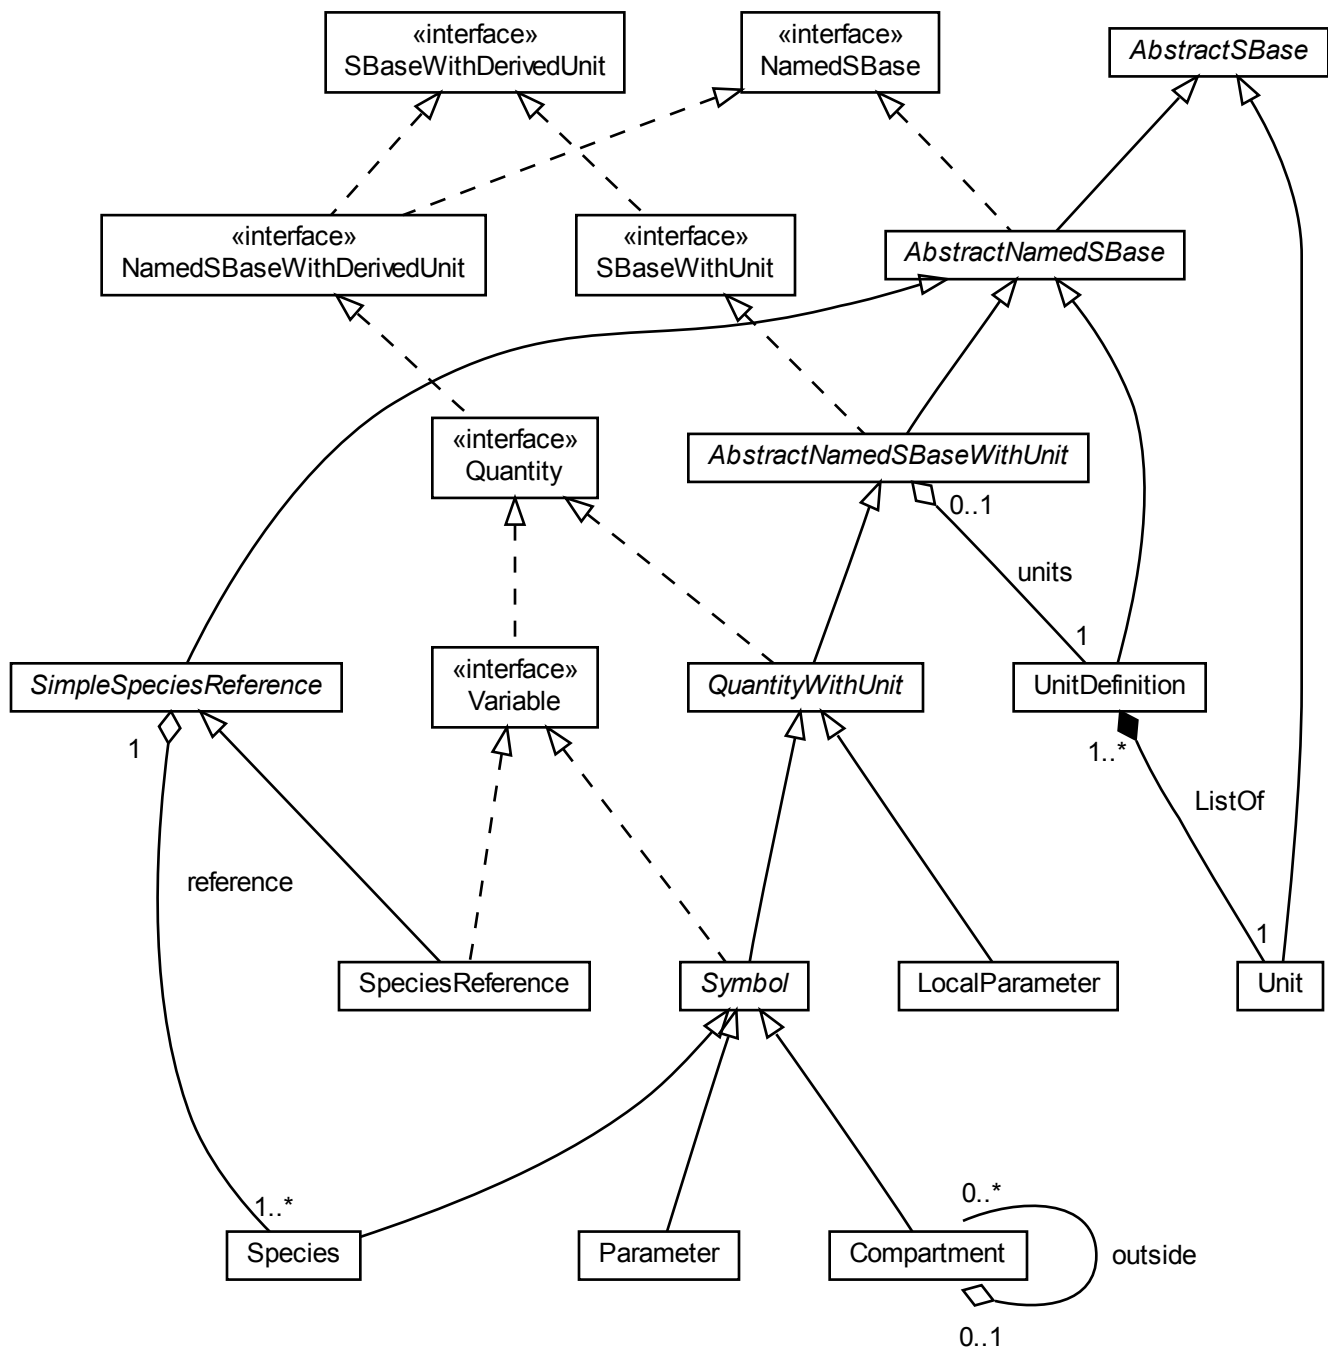 «interface»
SBaseWithDerivedUnit
«interface»
NamedSBase
AbstractSBase
«interface»
NamedSBaseWithDerivedUnit
«interface»
SBaseWithUnit
AbstractNamedSBase
«interface»
Quantity
AbstractNamedSBaseWithUnit
0..1
units
1
SimpleSpeciesReference
«interface»
Variable
QuantityWithUnit
UnitDefinition
1
1..*
ListOf
reference
1
SpeciesReference
Symbol
LocalParameter
Unit
1..*
0..*
Species
Parameter
Compartment
outside
0..1